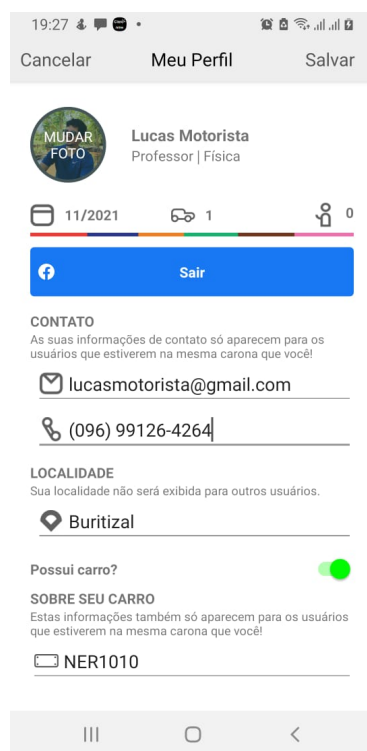 19:27
Cancelar Meu Perfil Salvar
MUDAR
FOTO
Lucas Motorista
Professor | Física
11/2021 1 0
Sair
CONTATO
As suas informações de contato só aparecem para os
usuários que estiverem na mesma carona que você!
lucasmotorista@gmail.com
(096) 99126-4264
LOCALIDADE
Sua localidade não será exibida para outros usuários.
Buritizal
Possui carro?
SOBRE SEU CARRO
Estas informações também só aparecem para os usuários
que estiverem na mesma carona que você!
NER1010